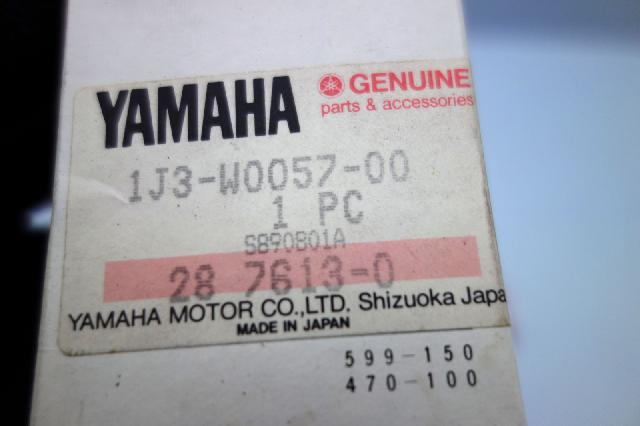 YAMAHA
GENUINE
parts & accessories
1J3-W0057-00
1 PC
S890801A
28 7613-0
YAMAHA MOTOR CO.,LTD. Shizuoka Japa
MADE IN JAPAN
599-150
470-100